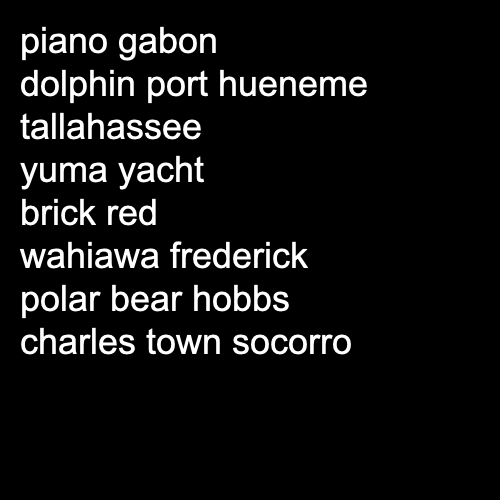 piano gabon
dolphin port hueneme
tallahassee
yuma yacht
brick red
wahiawa frederick
polar bear hobbs
charles town socorro